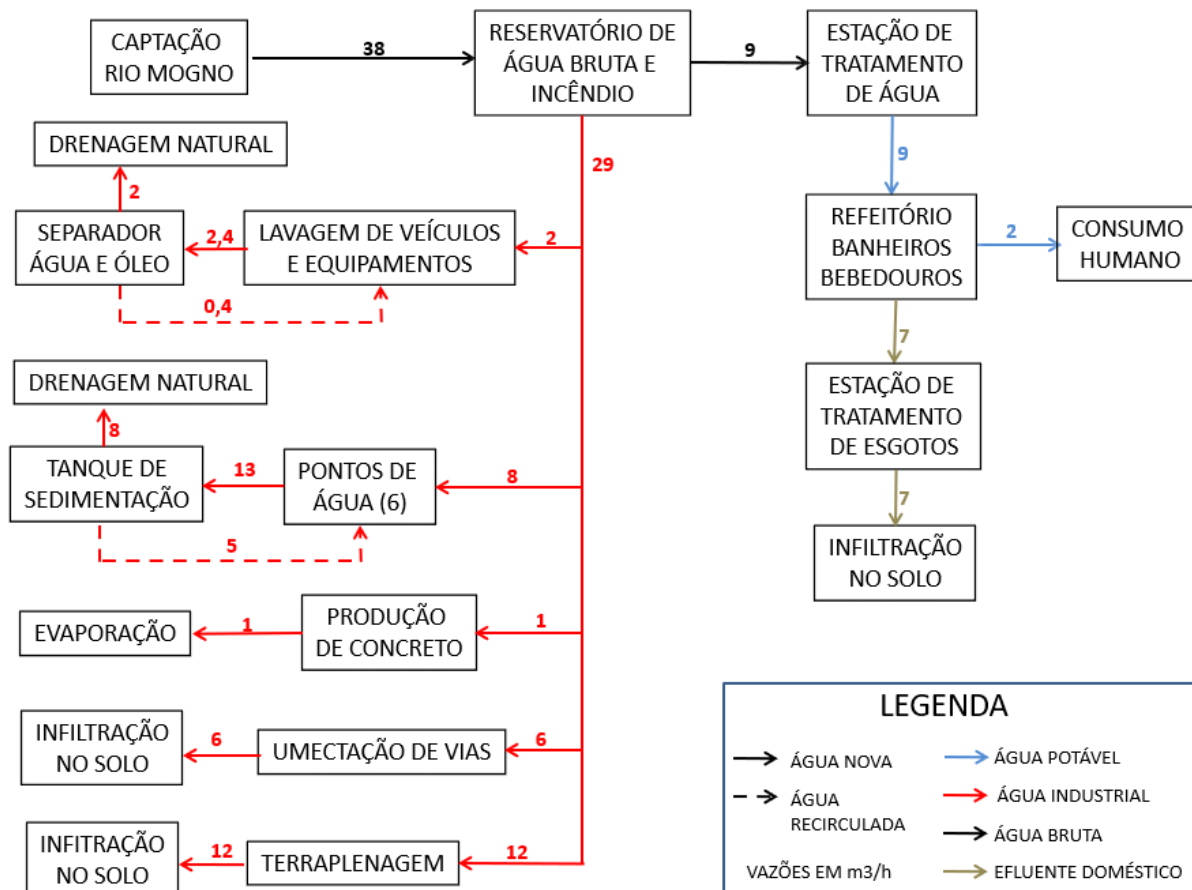 CAPTAÇÃO
RIO MOGNO
38
RESERVATÓRIO DE
ÁGUA BRUTA E
INCÊNDIO
9
ESTAÇÃO DE
TRATAMENTO
DE ÁGUA
DRENAGEM NATURAL
2
SEPARADOR
ÁGUA E ÓLEO
2,4
LAVAGEM DE VEÍCULOS
E EQUIPAMENTOS
2
0,4
29
9
REFEITÓRIO
BANHEIROS
BEBEDOUROS
2
CONSUMO
HUMANO
7
ESTAÇÃO DE
TRATAMENTO
DE ESGOTOS
7
INFILTRAÇÃO
NO SOLO
DRENAGEM NATURAL
8
TANQUE DE
SEDIMENTAÇÃO
13
PONTOS DE
ÁGUA (6)
8
5
EVAPORAÇÃO
1
PRODUÇÃO
DE CONCRETO
1
INFILTRAÇÃO
NO SOLO
6
UMECTAÇÃO DE VIAS
6
INFITRAÇÃO
NO SOLO
12
TERRAPLENAGEM
12
LEGENDA
ÁGUA NOVA
ÁGUA
RECIRCULADA
VAZÕES EM m3/h
ÁGUA POTÁVEL
ÁGUA INDUSTRIAL
ÁGUA BRUTA
EFLUENTE DOMÉSTICO